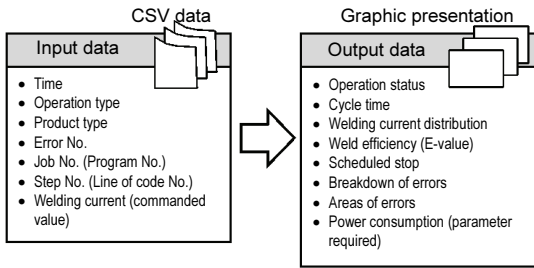 CSV data
Input data
• Time
• Operation type
• Product type
• Error No.
• Job No. (Program No.)
• Step No. (Line of code No.)
• Welding current (commanded
value)
Graphic presentation
Output data
• Operation status
• Cycle time
• Welding current distribution
• Weld efficiency (E-value)
• Scheduled stop
• Breakdown of errors
• Areas of errors
• Power consumption (parameter
required)